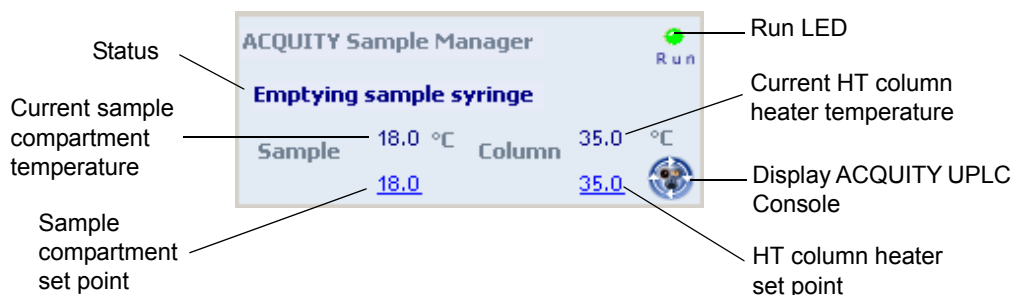 ACQUITY Sample Manager
Run
Run LED
Status
Emptying sample syringe
Current sample
compartment
temperature
Current HT column
heater temperature
Sample
18.0 °C
Column
35.0 °C
18.0
35.0
Display ACQUITY UPLC
Console
Sample
compartment
set point
HT column heater
set point